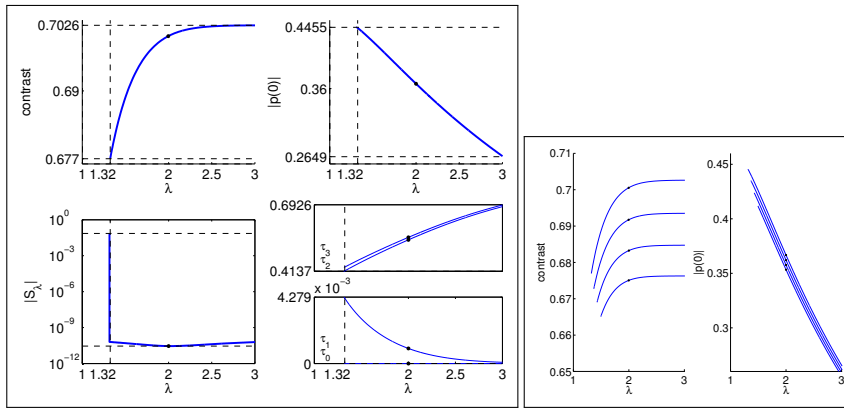 0.7026
0.69
0.677
contrast
1 1.32 2 2.5 3
λ
0.4455
0.36
0.2649
|p(0)|
1 1.32 2 2.5 3
λ
10^0
10^-3
10^-6
10^-9
10^-12
|S_λ|
1 1.32 2 2.5 3
λ
0.6926
τ_3
τ_2
0.4137
4.279 x 10^-3
τ_1
τ_0
0
1 1.32 2 2.5 3
λ
0.71
0.7
0.69
0.68
0.67
0.66
0.65
contrast
1 2 3
λ
0.45
0.4
0.35
0.3
|p(0)|
1 2 3
λ